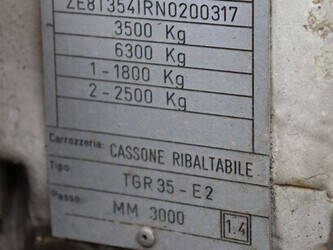 ZE81354IRN0200317
3500 Kg
6300 Kg
1 - 1800 Kg
2 - 2500 Kg
Carrozzeria: CASSONE RIBALTABILE
Tipo: TGR 35 - E 2
Passo: MM 3000 1.4